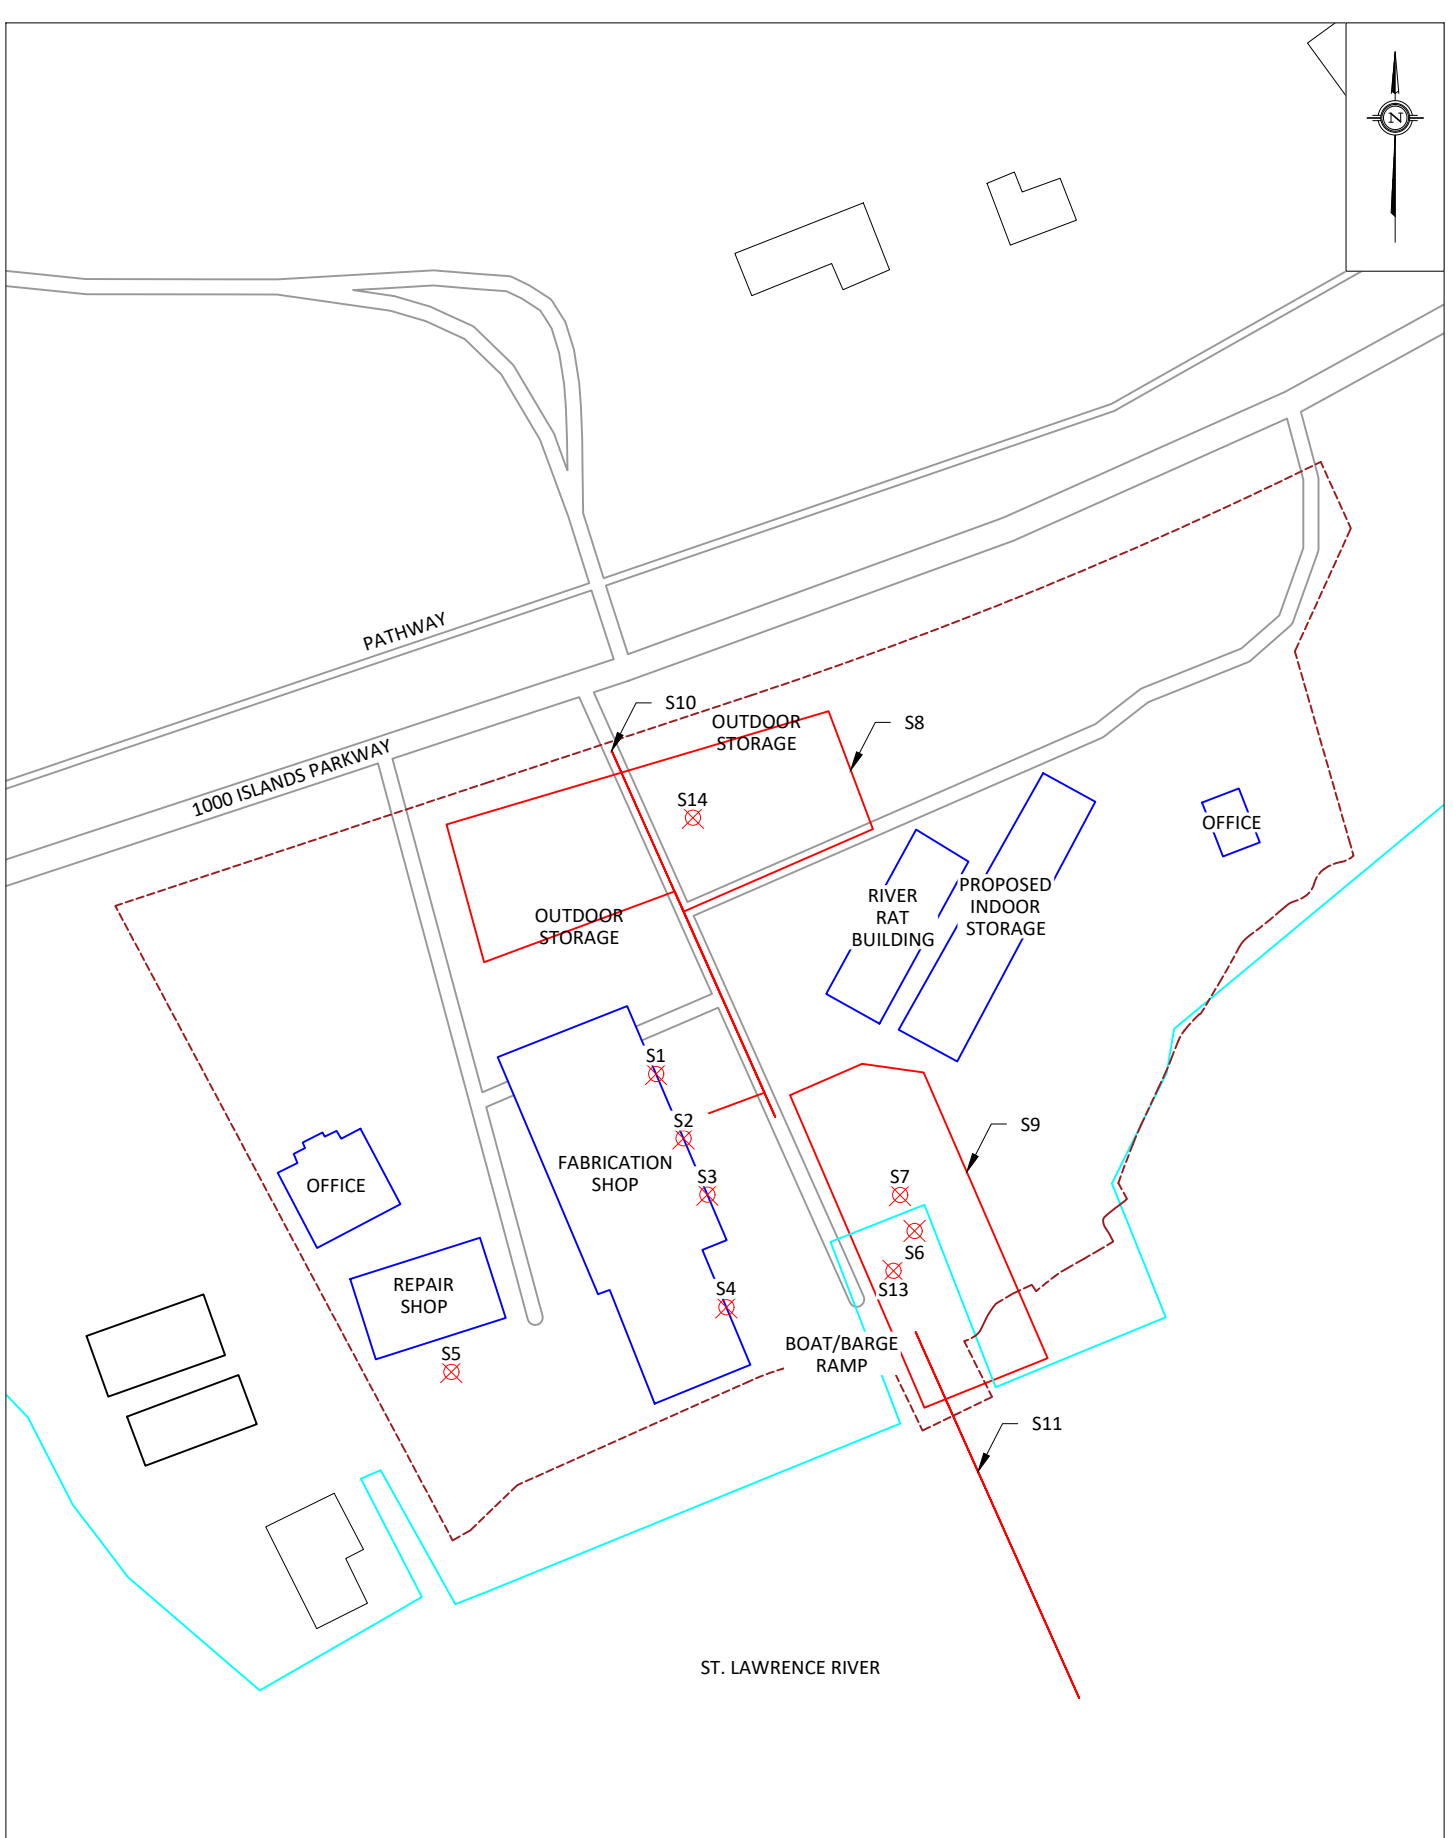 N
PATHWAY
1000 ISLANDS PARKWAY
S10
OUTDOOR
STORAGE
S8
S14
OFFICE
OUTDOOR
STORAGE
RIVER
RAT
BUILDING
PROPOSED
INDOOR
STORAGE
S1
S2
S9
FABRICATION
SHOP
OFFICE
S3
S7
S6
S13
REPAIR
SHOP
S4
BOAT/BARGE
RAMP
S5
S11
ST. LAWRENCE RIVER